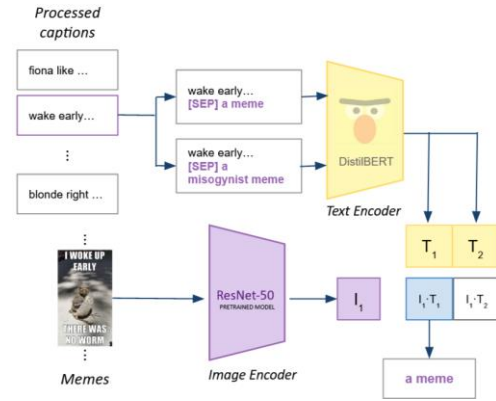 Processed
captions
fiona like ...
wake early...
⋮
blonde right ...
wake early...
[SEP] a meme
wake early...
[SEP] a
misogynist meme
DistilBERT
Text Encoder
T1
T2
I WOKE UP
EARLY
THERE WAS
NO WORM
Memes
ResNet-50
PRETRAINED MODEL
Image Encoder
I1
I1·T1
I1·T2
a meme